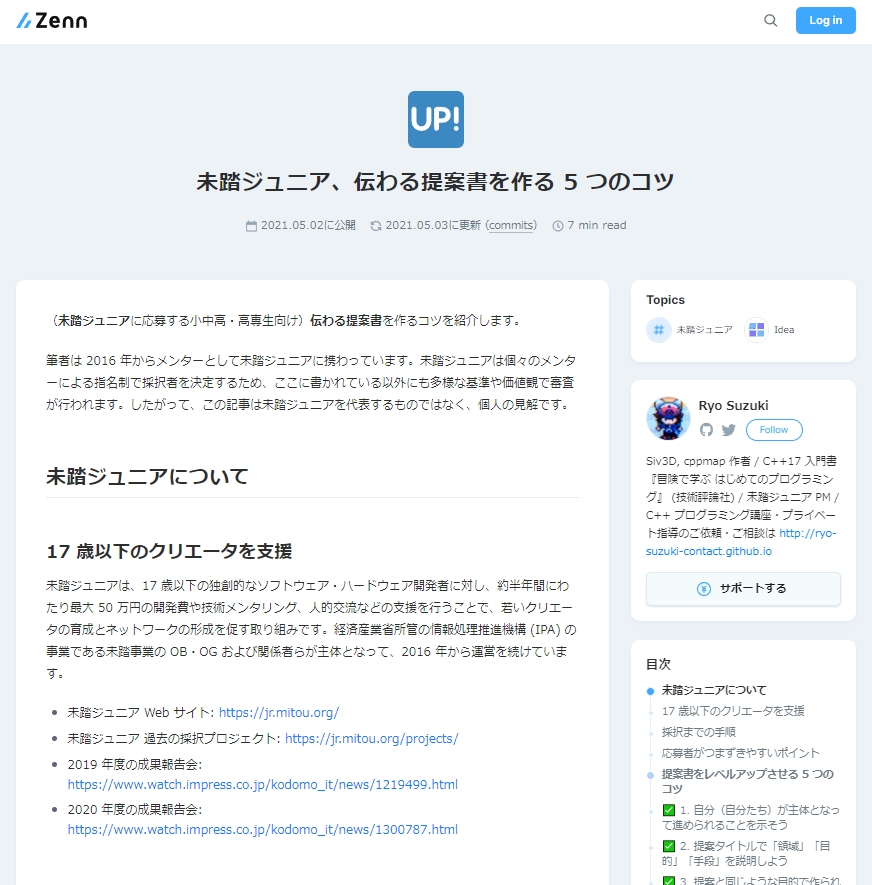 Zenn
Log in
UP!
未踏ジュニア、伝わる提案書を作る 5 つのコツ
2021.05.02に公開 2021.05.03に更新 (commits) 7 min read
（未踏ジュニアに応募する小中高・高専生向け）伝わる提案書を作るコツを紹介します。
筆者は 2016 年からメンターとして未踏ジュニアに携わっています。未踏ジュニアは個々のメンタ
ーによる指名制で採択者を決定するため、ここに書かれている以外にも多様な基準や価値観で審査
が行われます。したがって、この記事は未踏ジュニアを代表するものではなく、個人の見解です。
未踏ジュニアについて
17 歳以下のクリエータを支援
未踏ジュニアは、17 歳以下の独創的なソフトウェア・ハードウェア開発者に対し、約半年間にわ
たり最大 50 万円の開発費や技術メンタリング、人的交流などの支援を行うことで、若いクリエー
タの育成とネットワークの形成を促す取り組みです。経済産業省所管の情報処理推進機構 (IPA) の
事業である未踏事業の OB・OG および関係者らが主体となって、2016 年から運営を続けていま
す。
• 未踏ジュニア Web サイト: https://jr.mitou.org/
• 未踏ジュニア 過去の採択プロジェクト: https://jr.mitou.org/projects/
• 2019 年度の成果報告会:
https://www.watch.impress.co.jp/kodomo_it/news/1219499.html
• 2020 年度の成果報告会:
https://www.watch.impress.co.jp/kodomo_it/news/1300787.html
Topics
# 未踏ジュニア Idea
Ryo Suzuki
Follow
Siv3D, cppmap 作者 / C++17 入門書
『冒険で学ぶ はじめてのプログラミン
グ』 (技術評論社) / 未踏ジュニア PM /
C++ プログラミング講座・プライベー
ト指導のご依頼・ご相談は http://ryo-
suzuki-contact.github.io
サポートする
目次
未踏ジュニアについて
17 歳以下のクリエータを支援
採択までの手順
応募者がつまずきやすいポイント
提案書をレベルアップさせる 5 つの
コツ
✅ 1. 自分（自分たち）が主体となっ
て進められることを示そう
✅ 2. 提案タイトルで「領域」「目
的」「手段」を説明しよう
✅ 3. 提案と同じような目的で作られ